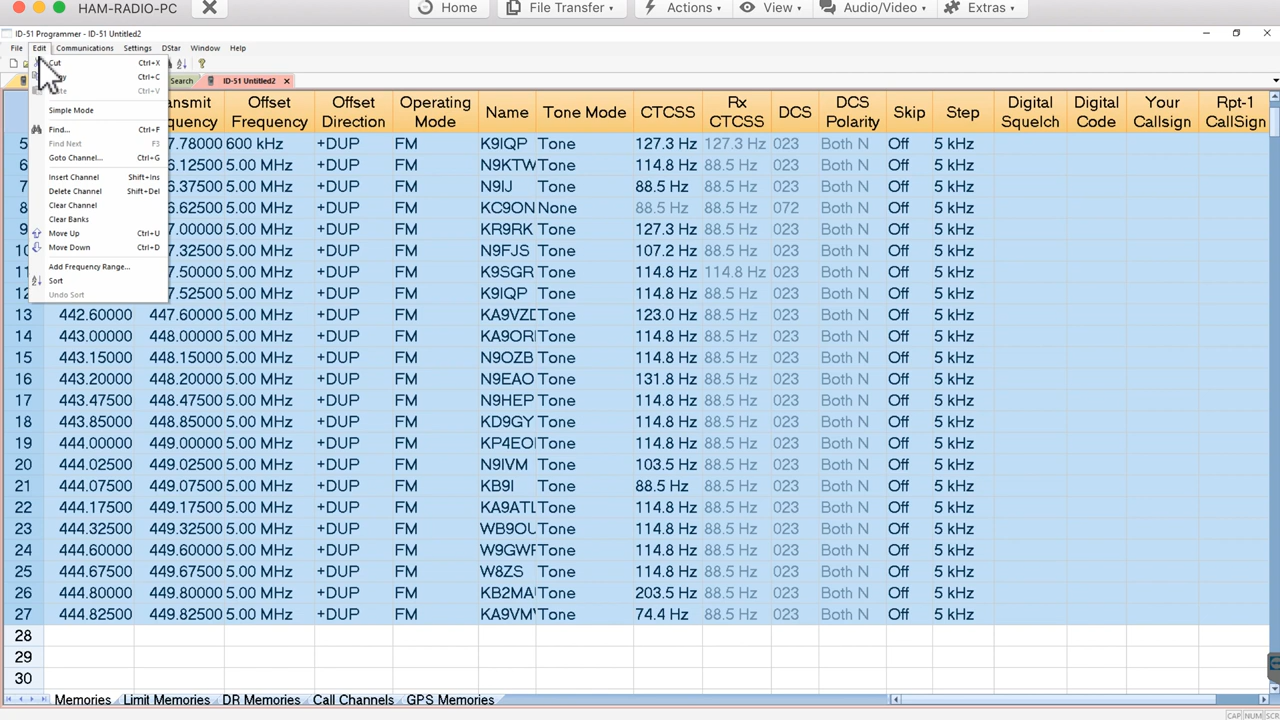 HAM-RADIO-PC Home File Transfer Actions View Audio/Video Extras
ID-51 Programmer - ID-51 Untitled2
File Edit Communications Settings DStar Window Help
Cut Ctrl+X
Ctrl+C
Ctrl+V
Simple Mode
Find... Ctrl+F
Find Next F3
Goto Channel... Ctrl+G
Insert Channel Shift+Ins
Delete Channel Shift+Del
Clear Channel
Clear Banks
Move Up Ctrl+U
Move Down Ctrl+D
Add Frequency Range...
Sort
Undo Sort
Search ID-51 Untitled2
Offset Frequency Offset Direction Operating Mode Name Tone Mode CTCSS Rx CTCSS DCS DCS Polarity Skip Step Digital Squelch Digital Code Your Callsign Rpt-1 CallSign
5 7.78000 600 kHz +DUP FM K9IQP Tone 127.3 Hz 127.3 Hz 023 Both N Off 5 kHz
6 6.12500 5.00 MHz +DUP FM N9KTW Tone 114.8 Hz 88.5 Hz 023 Both N Off 5 kHz
7 6.37500 5.00 MHz +DUP FM N9IJ Tone 88.5 Hz 88.5 Hz 023 Both N Off 5 kHz
8 6.62500 5.00 MHz +DUP FM KC9ON None 88.5 Hz 88.5 Hz 072 Both N Off 5 kHz
9 7.00000 5.00 MHz +DUP FM KR9RK Tone 127.3 Hz 88.5 Hz 023 Both N Off 5 kHz
10 7.32500 5.00 MHz +DUP FM N9FJS Tone 107.2 Hz 88.5 Hz 023 Both N Off 5 kHz
11 7.50000 5.00 MHz +DUP FM K9SGR Tone 114.8 Hz 114.8 Hz 023 Both N Off 5 kHz
12 7.52500 5.00 MHz +DUP FM K9IQP Tone 114.8 Hz 88.5 Hz 023 Both N Off 5 kHz
13 442.60000 447.60000 5.00 MHz +DUP FM KA9VZD Tone 123.0 Hz 88.5 Hz 023 Both N Off 5 kHz
14 443.00000 448.00000 5.00 MHz +DUP FM KA9OR Tone 114.8 Hz 88.5 Hz 023 Both N Off 5 kHz
15 443.15000 448.15000 5.00 MHz +DUP FM N9OZB Tone 114.8 Hz 88.5 Hz 023 Both N Off 5 kHz
16 443.20000 448.20000 5.00 MHz +DUP FM N9EAO Tone 131.8 Hz 88.5 Hz 023 Both N Off 5 kHz
17 443.47500 448.47500 5.00 MHz +DUP FM N9HEP Tone 114.8 Hz 88.5 Hz 023 Both N Off 5 kHz
18 443.85000 448.85000 5.00 MHz +DUP FM KD9GY Tone 114.8 Hz 88.5 Hz 023 Both N Off 5 kHz
19 444.00000 449.00000 5.00 MHz +DUP FM KP4EO Tone 114.8 Hz 88.5 Hz 023 Both N Off 5 kHz
20 444.02500 449.02500 5.00 MHz +DUP FM N9IVM Tone 103.5 Hz 88.5 Hz 023 Both N Off 5 kHz
21 444.07500 449.07500 5.00 MHz +DUP FM KB9I Tone 88.5 Hz 88.5 Hz 023 Both N Off 5 kHz
22 444.17500 449.17500 5.00 MHz +DUP FM KA9ATL Tone 114.8 Hz 88.5 Hz 023 Both N Off 5 kHz
23 444.32500 449.32500 5.00 MHz +DUP FM WB9OU Tone 114.8 Hz 88.5 Hz 023 Both N Off 5 kHz
24 444.60000 449.60000 5.00 MHz +DUP FM W9GWP Tone 114.8 Hz 88.5 Hz 023 Both N Off 5 kHz
25 444.67500 449.67500 5.00 MHz +DUP FM W8ZS Tone 114.8 Hz 88.5 Hz 023 Both N Off 5 kHz
26 444.80000 449.80000 5.00 MHz +DUP FM KB2MA Tone 203.5 Hz 88.5 Hz 023 Both N Off 5 kHz
27 444.82500 449.82500 5.00 MHz +DUP FM KA9VM Tone 74.4 Hz 88.5 Hz 023 Both N Off 5 kHz
28
29
30
Memories Limit Memories DR Memories Call Channels GPS Memories
CAP NUM SCR